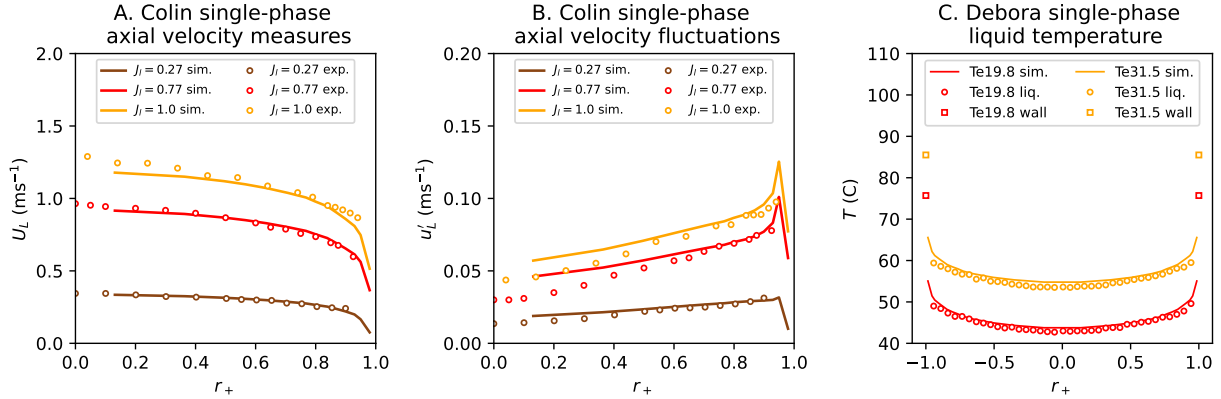 A. Colin single-phase
axial velocity measures
2.0
1.5
1.0
0.5
0.0
U_L (ms⁻¹)
J_l = 0.27 sim.
J_l = 0.77 sim.
J_l = 1.0 sim.
J_l = 0.27 exp.
J_l = 0.77 exp.
J_l = 1.0 exp.
0.0 0.2 0.4 0.6 0.8 1.0
r₊
B. Colin single-phase
axial velocity fluctuations
0.20
0.15
0.10
0.05
0.00
u′_L (ms⁻¹)
J_l = 0.27 sim.
J_l = 0.77 sim.
J_l = 1.0 sim.
J_l = 0.27 exp.
J_l = 0.77 exp.
J_l = 1.0 exp.
0.0 0.2 0.4 0.6 0.8 1.0
r₊
C. Debora single-phase
liquid temperature
110
100
90
80
70
60
50
40
T (C)
Te19.8 sim.
Te19.8 liq.
Te19.8 wall
Te31.5 sim.
Te31.5 liq.
Te31.5 wall
−1.0 −0.5 0.0 0.5 1.0
r₊